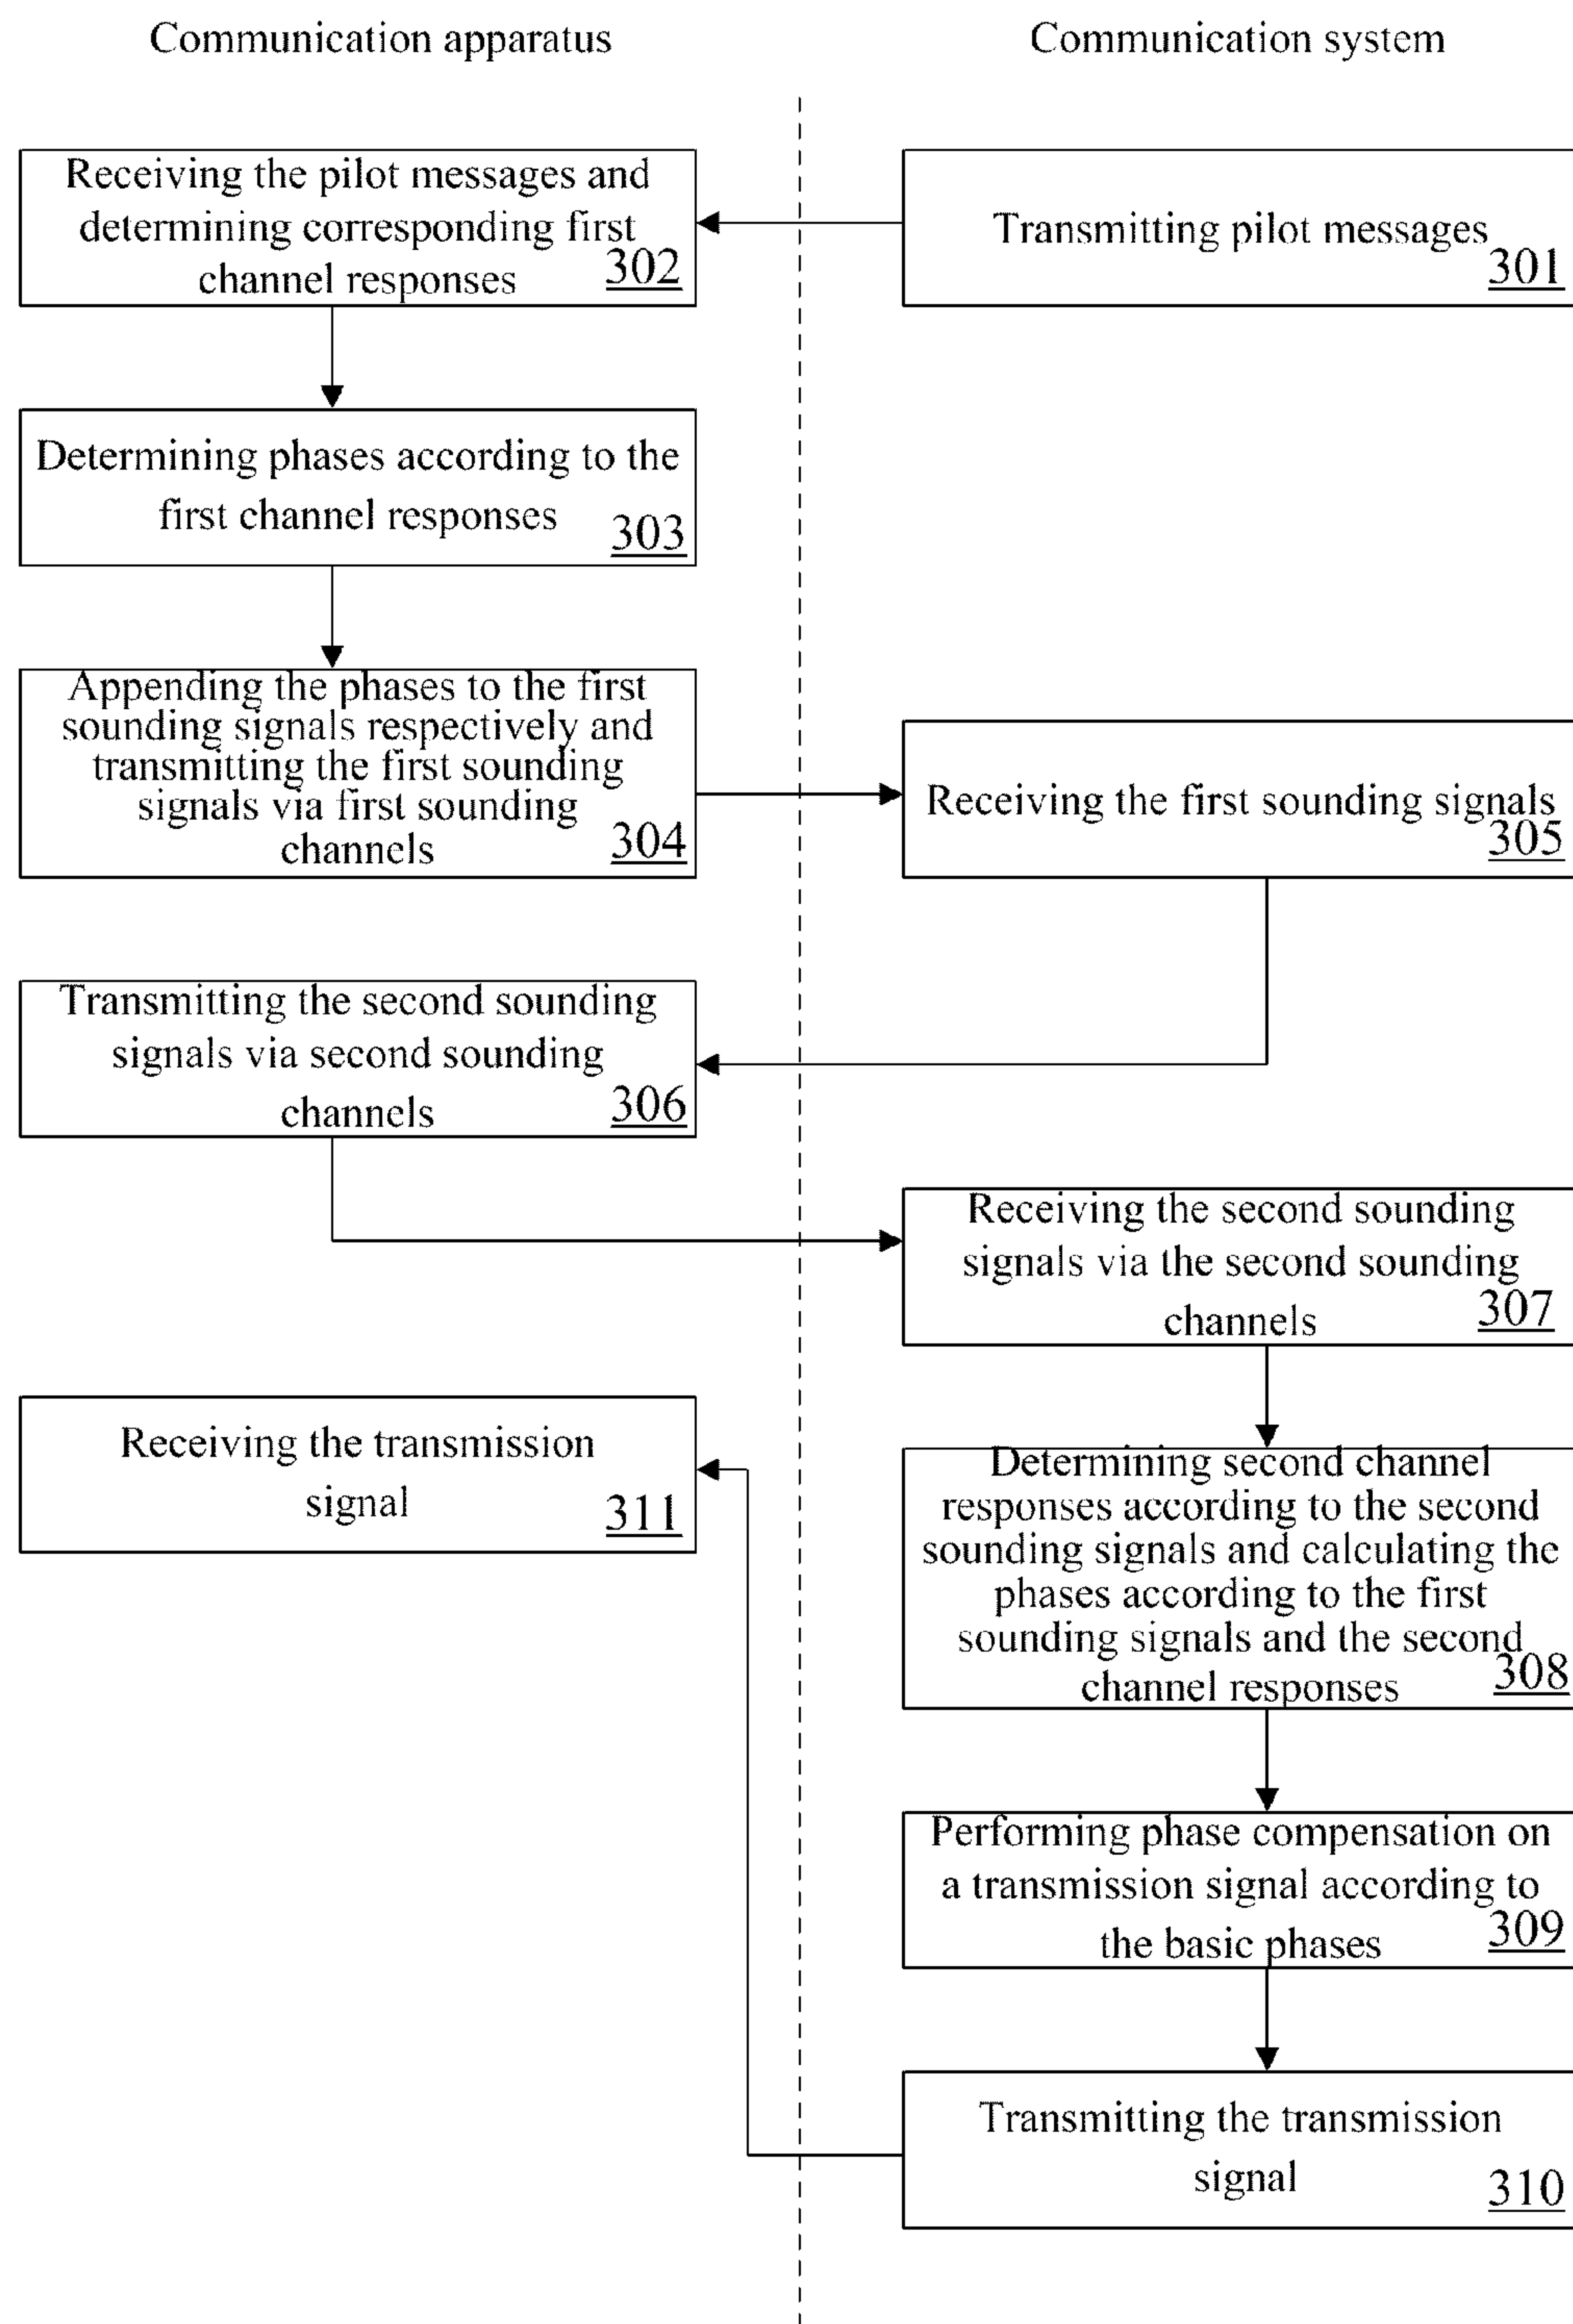 Communication apparatus
Communication system
Receiving the pilot messages and
determining corresponding first
channel responses
302
Transmitting pilot messages
301
Determining phases according to the
first channel responses
303
Appending the phases to the first
sounding signals respectively and
transmitting the first sounding
signals via first sounding
channels
304
Receiving the first sounding signals
305
Transmitting the second sounding
signals via second sounding
channels
306
Receiving the second sounding
signals via the second sounding
channels
307
Receiving the transmission
signal
311
Determining second channel
responses according to the second
sounding signals and calculating the
phases according to the first
sounding signals and the second
channel responses
308
Performing phase compensation on
a transmission signal according to
the basic phases
309
Transmitting the transmission
signal
310